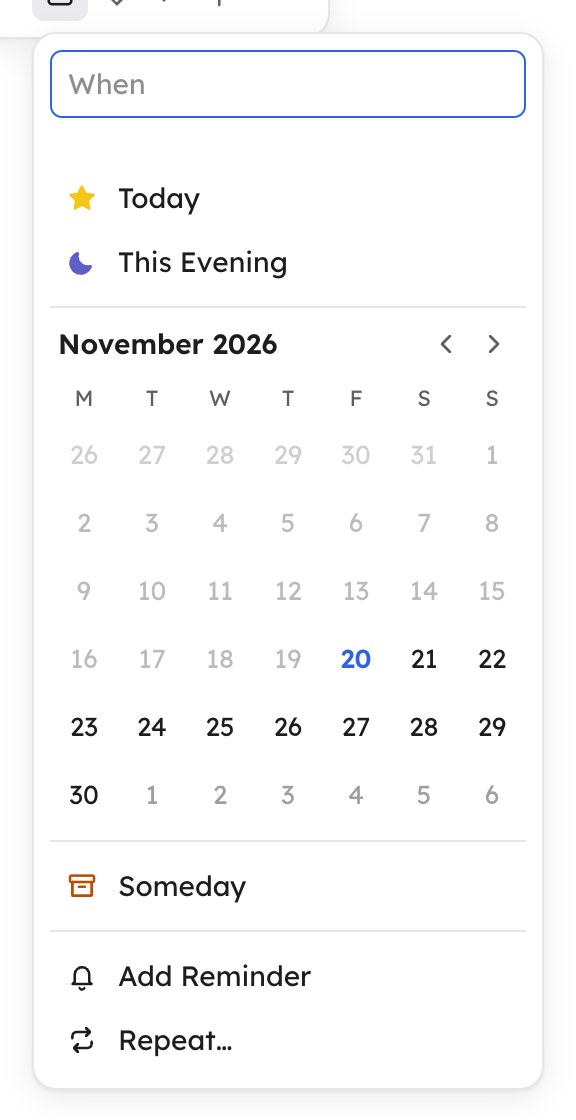 When
Today
This Evening
November 2026
M T W T F S S
26 27 28 29 30 31 1
2 3 4 5 6 7 8
9 10 11 12 13 14 15
16 17 18 19 20 21 22
23 24 25 26 27 28 29
30 1 2 3 4 5 6
Someday
Add Reminder
Repeat...